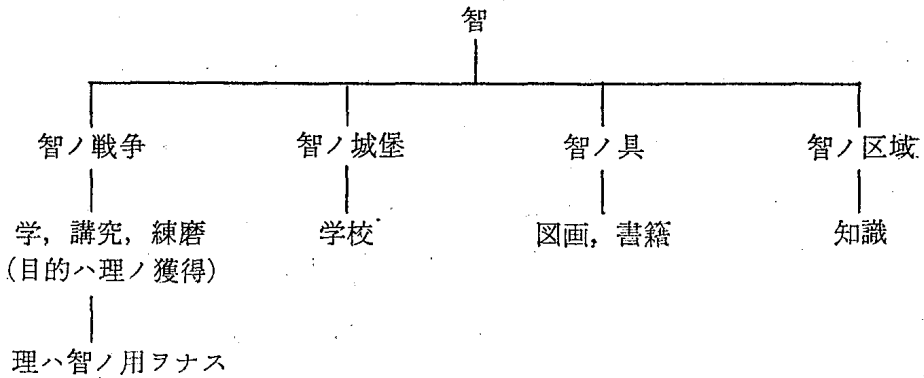 智
智ノ戦争
智ノ城堡
智ノ具
智ノ区域
学, 講究, 練磨
(目的ハ理ノ獲得)
学校
図画, 書籍
知識
理ハ智ノ用ヲナス